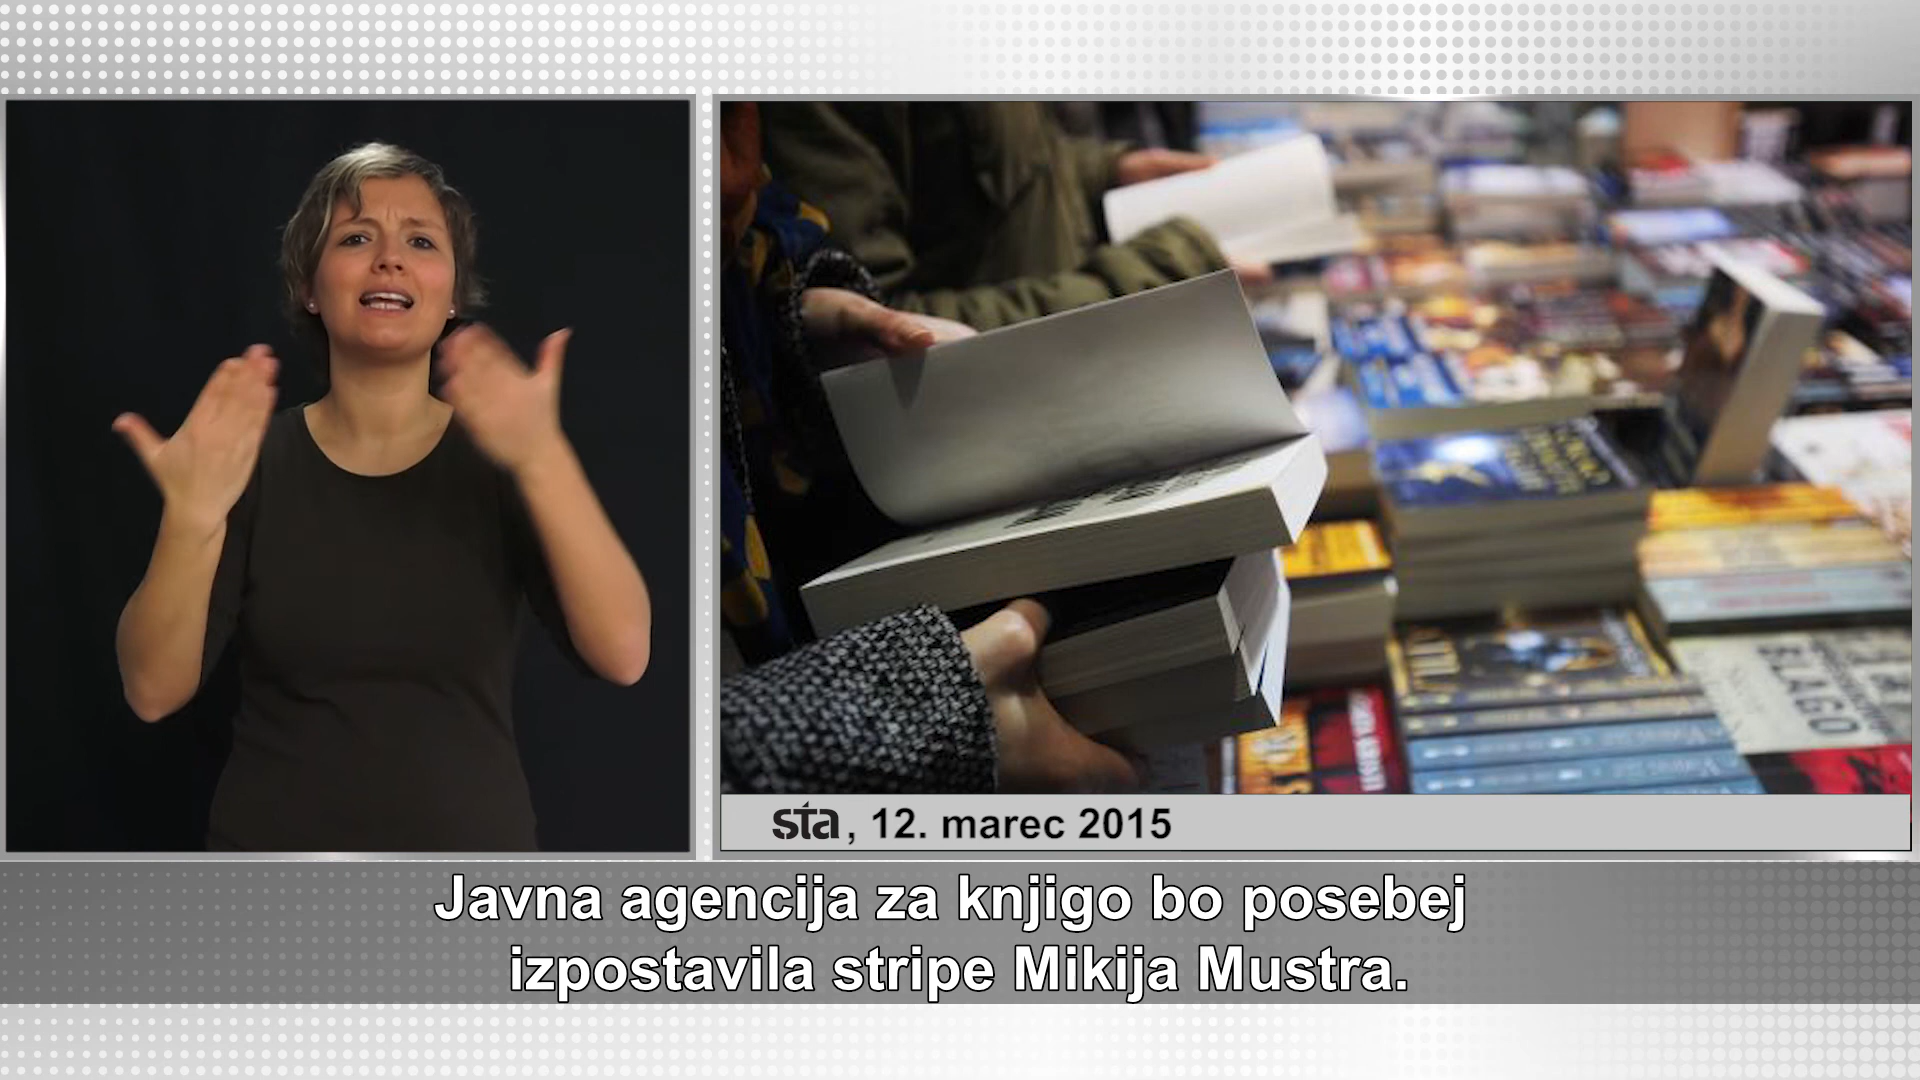 BLAGO
sta, 12. marec 2015
Javna agencija za knjigo bo posebej
izpostavila stripe Mikija Mustra.